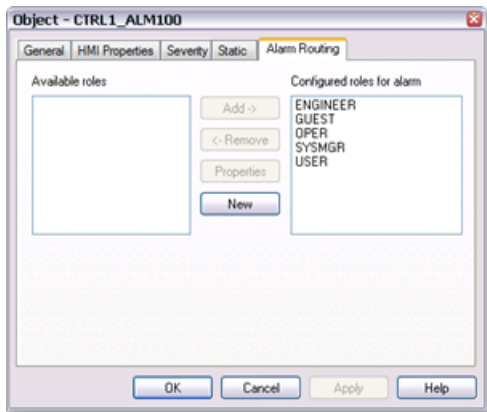 Object - CTRL1_ALM100
General HMI Properties Severity Static Alarm Routing
Available roles
Configured roles for alarm
Add ->
<- Remove
Properties
New
ENGINEER
GUEST
OPER
SYSMGR
USER
OK Cancel Apply Help